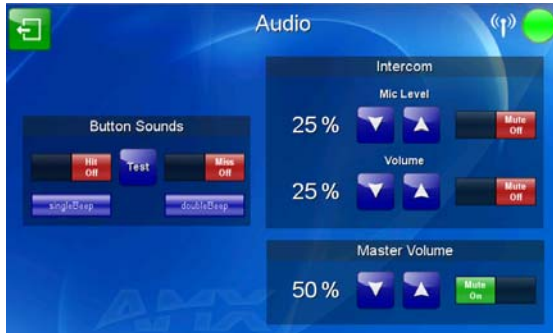 Audio
Intercom
Mic Level
25 %
Mute
Off
Volume
25 %
Mute
Off
Button Sounds
Hit
Off
Test
Miss
Off
singleBeep
doubleBeep
Master Volume
50 %
Mute
On
AMX